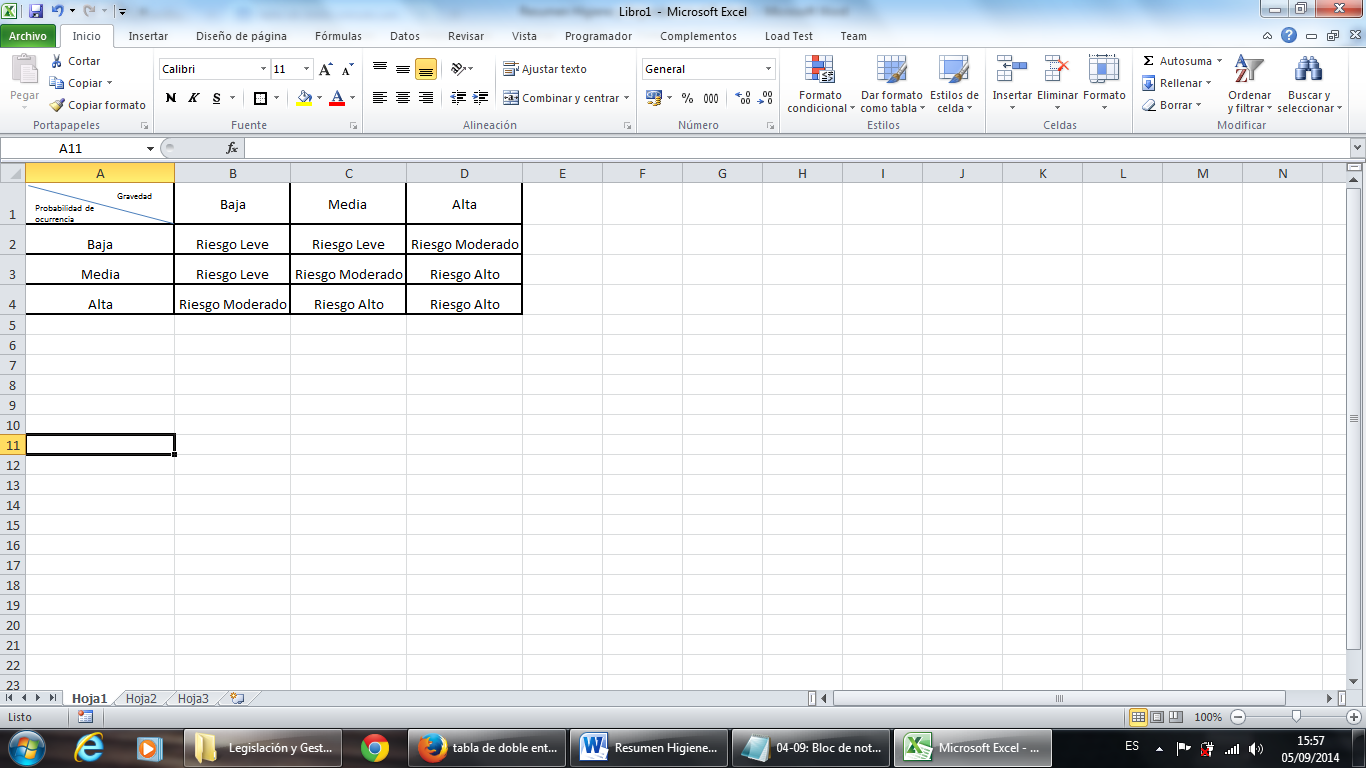 Libro1 - Microsoft Excel
Archivo Inicio Insertar Diseño de página Fórmulas Datos Revisar Vista Programador Complementos Load Test Team
Pegar
Cortar
Copiar
Copiar formato
Portapapeles
Calibri 11
N K S
Fuente
Ajustar texto
Combinar y centrar
Alineación
General
% 000
Número
Formato condicional
Dar formato como tabla
Estilos de celda
Estilos
Insertar Eliminar Formato
Celdas
Autosuma
Rellenar
Borrar
Ordenar y filtrar
Buscar y seleccionar
Modificar
A11 fx
A B C D E F G H I J K L M N
Gravedad
Probabilidad de
ocurrencia
1 Baja Media Alta
2 Baja Riesgo Leve Riesgo Leve Riesgo Moderado
3 Media Riesgo Leve Riesgo Moderado Riesgo Alto
4 Alta Riesgo Moderado Riesgo Alto Riesgo Alto
5
6
7
8
9
10
11
12
13
14
15
16
17
18
19
20
21
22
23
Hoja1 Hoja2 Hoja3
Listo 100%
Legislación y Gest... tabla de doble ent... Resumen Higiene... 04-09: Bloc de not... Microsoft Excel - ... ES 15:57
05/09/2014